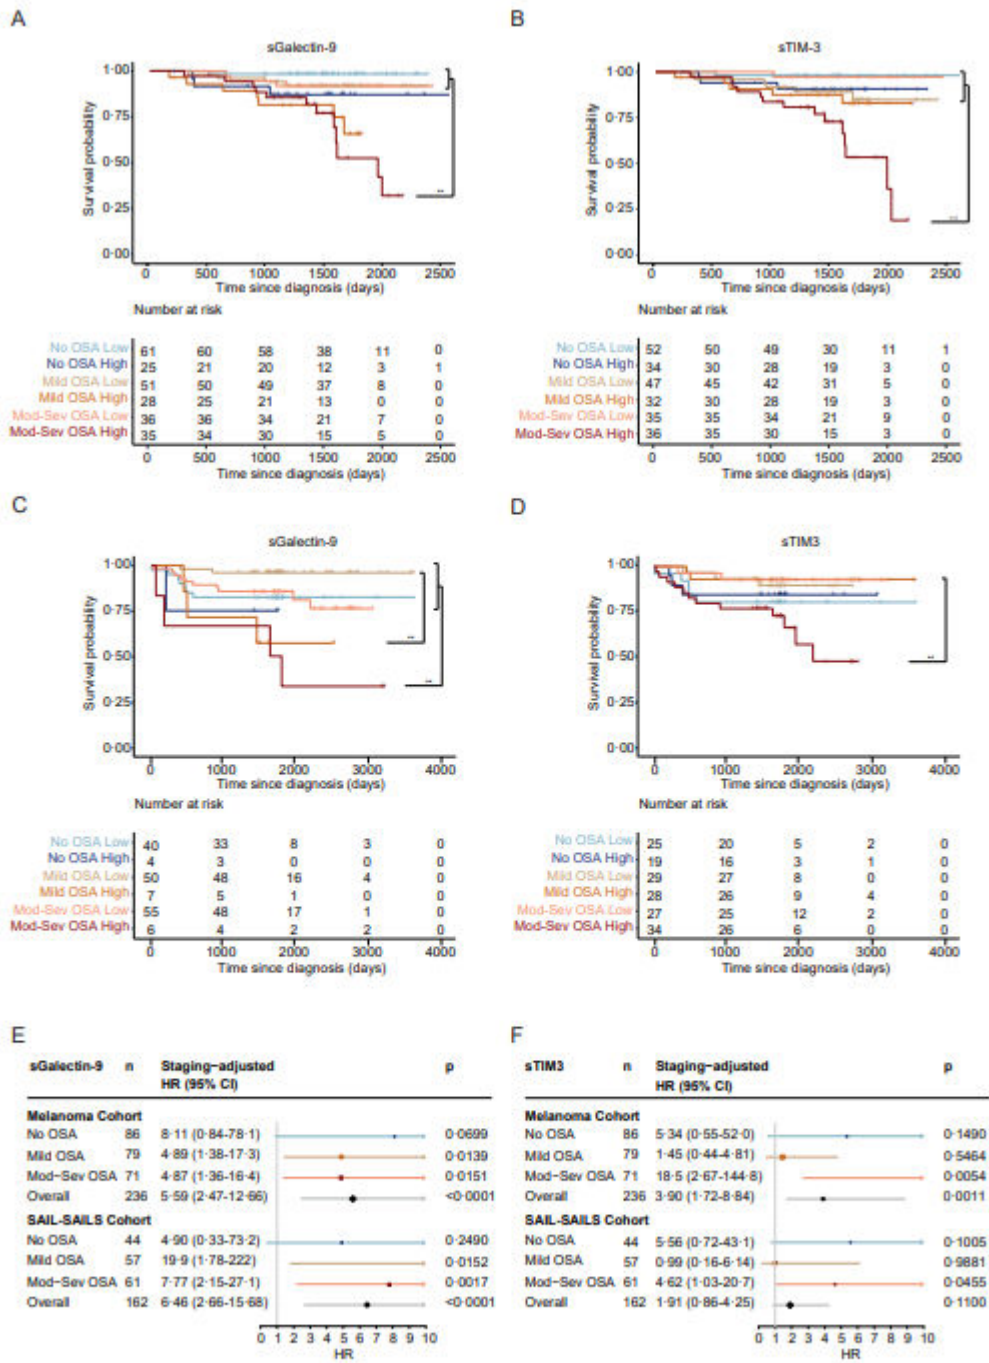 A
sGalectin-9
Survival probability
1·00
0·75
0·50
0·25
0·00
0 500 1000 1500 2000 2500
Time since diagnosis (days)
Number at risk
No OSA Low 61 60 58 38 11 0
No OSA High 25 21 20 12 3 1
Mild OSA Low 51 50 49 37 8 0
Mild OSA High 28 25 21 13 0 0
Mod-Sev OSA Low 36 36 34 21 7 0
Mod-Sev OSA High 35 34 30 15 5 0
0 500 1000 1500 2000 2500
Time since diagnosis (days)
B
sTIM-3
Survival probability
1·00
0·75
0·50
0·25
0·00
0 500 1000 1500 2000 2500
Time since diagnosis (days)
Number at risk
No OSA Low 52 50 49 30 11 1
No OSA High 34 30 28 19 3 0
Mild OSA Low 47 45 42 31 5 0
Mild OSA High 32 30 28 19 3 0
Mod-Sev OSA Low 35 35 34 21 9 0
Mod-Sev OSA High 36 35 30 15 3 0
0 500 1000 1500 2000 2500
Time since diagnosis (days)
C
sGalectin-9
Survival probability
1·00
0·75
0·50
0·25
0·00
0 1000 2000 3000 4000
Time since diagnosis (days)
Number at risk
No OSA Low 40 33 8 3 0
No OSA High 4 3 0 0 0
Mild OSA Low 50 48 16 4 0
Mild OSA High 7 5 1 0 0
Mod-Sev OSA Low 55 48 17 1 0
Mod-Sev OSA High 6 4 2 2 0
0 1000 2000 3000 4000
Time since diagnosis (days)
D
sTIM3
Survival probability
1·00
0·75
0·50
0·25
0·00
0 1000 2000 3000 4000
Time since diagnosis (days)
Number at risk
No OSA Low 25 20 5 2 0
No OSA High 19 16 3 1 0
Mild OSA Low 29 27 8 0 0
Mild OSA High 28 26 9 4 0
Mod-Sev OSA Low 27 25 12 2 0
Mod-Sev OSA High 34 26 6 0 0
0 1000 2000 3000 4000
Time since diagnosis (days)
E
sGalectin-9 n Staging-adjusted p
HR (95% CI)
Melanoma Cohort
No OSA 86 8·11 (0·84-78·1) 0·0699
Mild OSA 79 4·89 (1·38-17·3) 0·0139
Mod-Sev OSA 71 4·87 (1·36-16·4) 0·0151
Overall 236 5·59 (2·47-12·66) <0·0001
SAIL-SAILS Cohort
No OSA 44 4·90 (0·33-73·2) 0·2490
Mild OSA 57 19·9 (1·78-222) 0·0152
Mod-Sev OSA 61 7·77 (2·15-27·1) 0·0017
Overall 162 6·46 (2·66-15·68) <0·0001
0 1 2 3 4 5 6 7 8 9 10
HR
F
sTIM3 n Staging-adjusted p
HR (95% CI)
Melanoma Cohort
No OSA 86 5·34 (0·55-52·0) 0·1490
Mild OSA 79 1·45 (0·44-4·81) 0·5464
Mod-Sev OSA 71 18·5 (2·67-144·8) 0·0054
Overall 236 3·90 (1·72-8·84) 0·0011
SAIL-SAILS Cohort
No OSA 44 5·56 (0·72-43·1) 0·1005
Mild OSA 57 0·99 (0·16-6·14) 0·9881
Mod-Sev OSA 61 4·62 (1·03-20·7) 0·0455
Overall 162 1·91 (0·86-4·25) 0·1100
0 1 2 3 4 5 6 7 8 9 10
HR